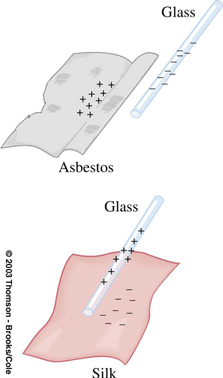 Glass
Asbestos
Glass
Silk
© 2003 Thomson - Brooks/Cole